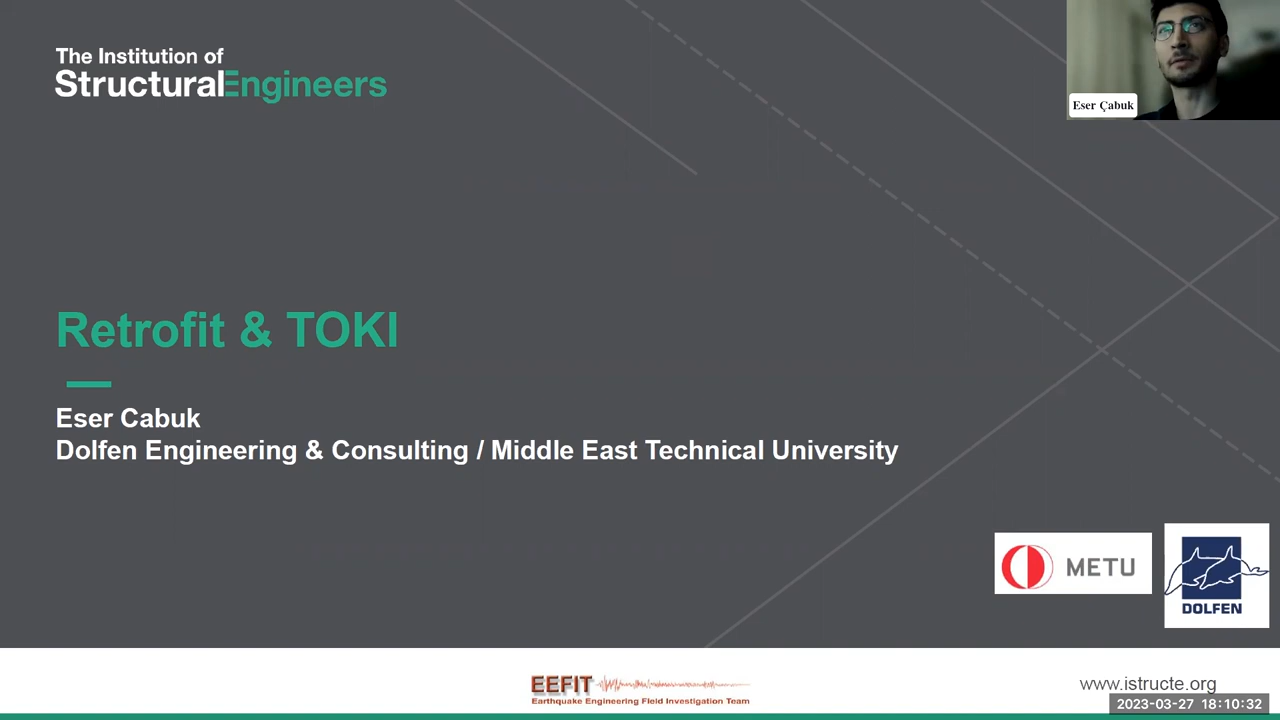 The Institution of
StructuralEngineers
Eser Çabuk
Retrofit & TOKI
Eser Cabuk
Dolfen Engineering & Consulting / Middle East Technical University
METU
DOLFEN
EEFIT
Earthquake Engineering Field Investigation Team
www.istructe.org
2023-03-27 18:10:32